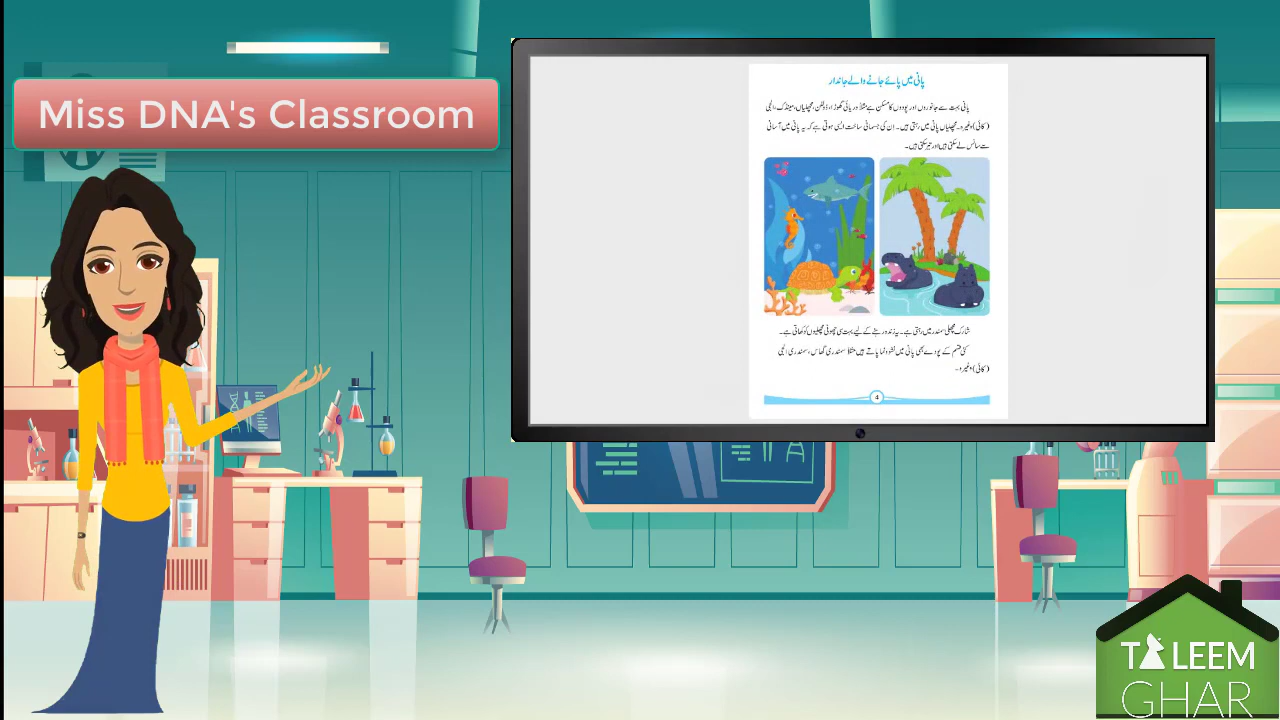 Miss DNA's Classroom
پانی میں پائے جانے والے جاندار
پانی بہت سے جانوروں اور پودوں کا مسکن ہے مثلاً دریائی گھوڑا، ڈولفن، مچھلیاں، مینڈک، الجی
(کائی) وغیرہ۔ مچھلیاں پانی میں رہتی ہیں۔ ان کی جسمانی ساخت ایسی ہوتی ہے کہ یہ پانی میں آسانی
سے سانس لے سکتی ہیں اور تیر سکتی ہیں۔
شارک مچھلی سمندر میں رہتی ہے۔ یہ زندہ رہنے کے لیے بہت سی چھوٹی مچھلیوں کو کھاتی ہے۔
کئی قسم کے پودے بھی پانی میں نشوونما پاتے ہیں مثلاً سمندری گھاس، سمندری الجی
(کائی) وغیرہ۔
4
TALEEM
GHAR